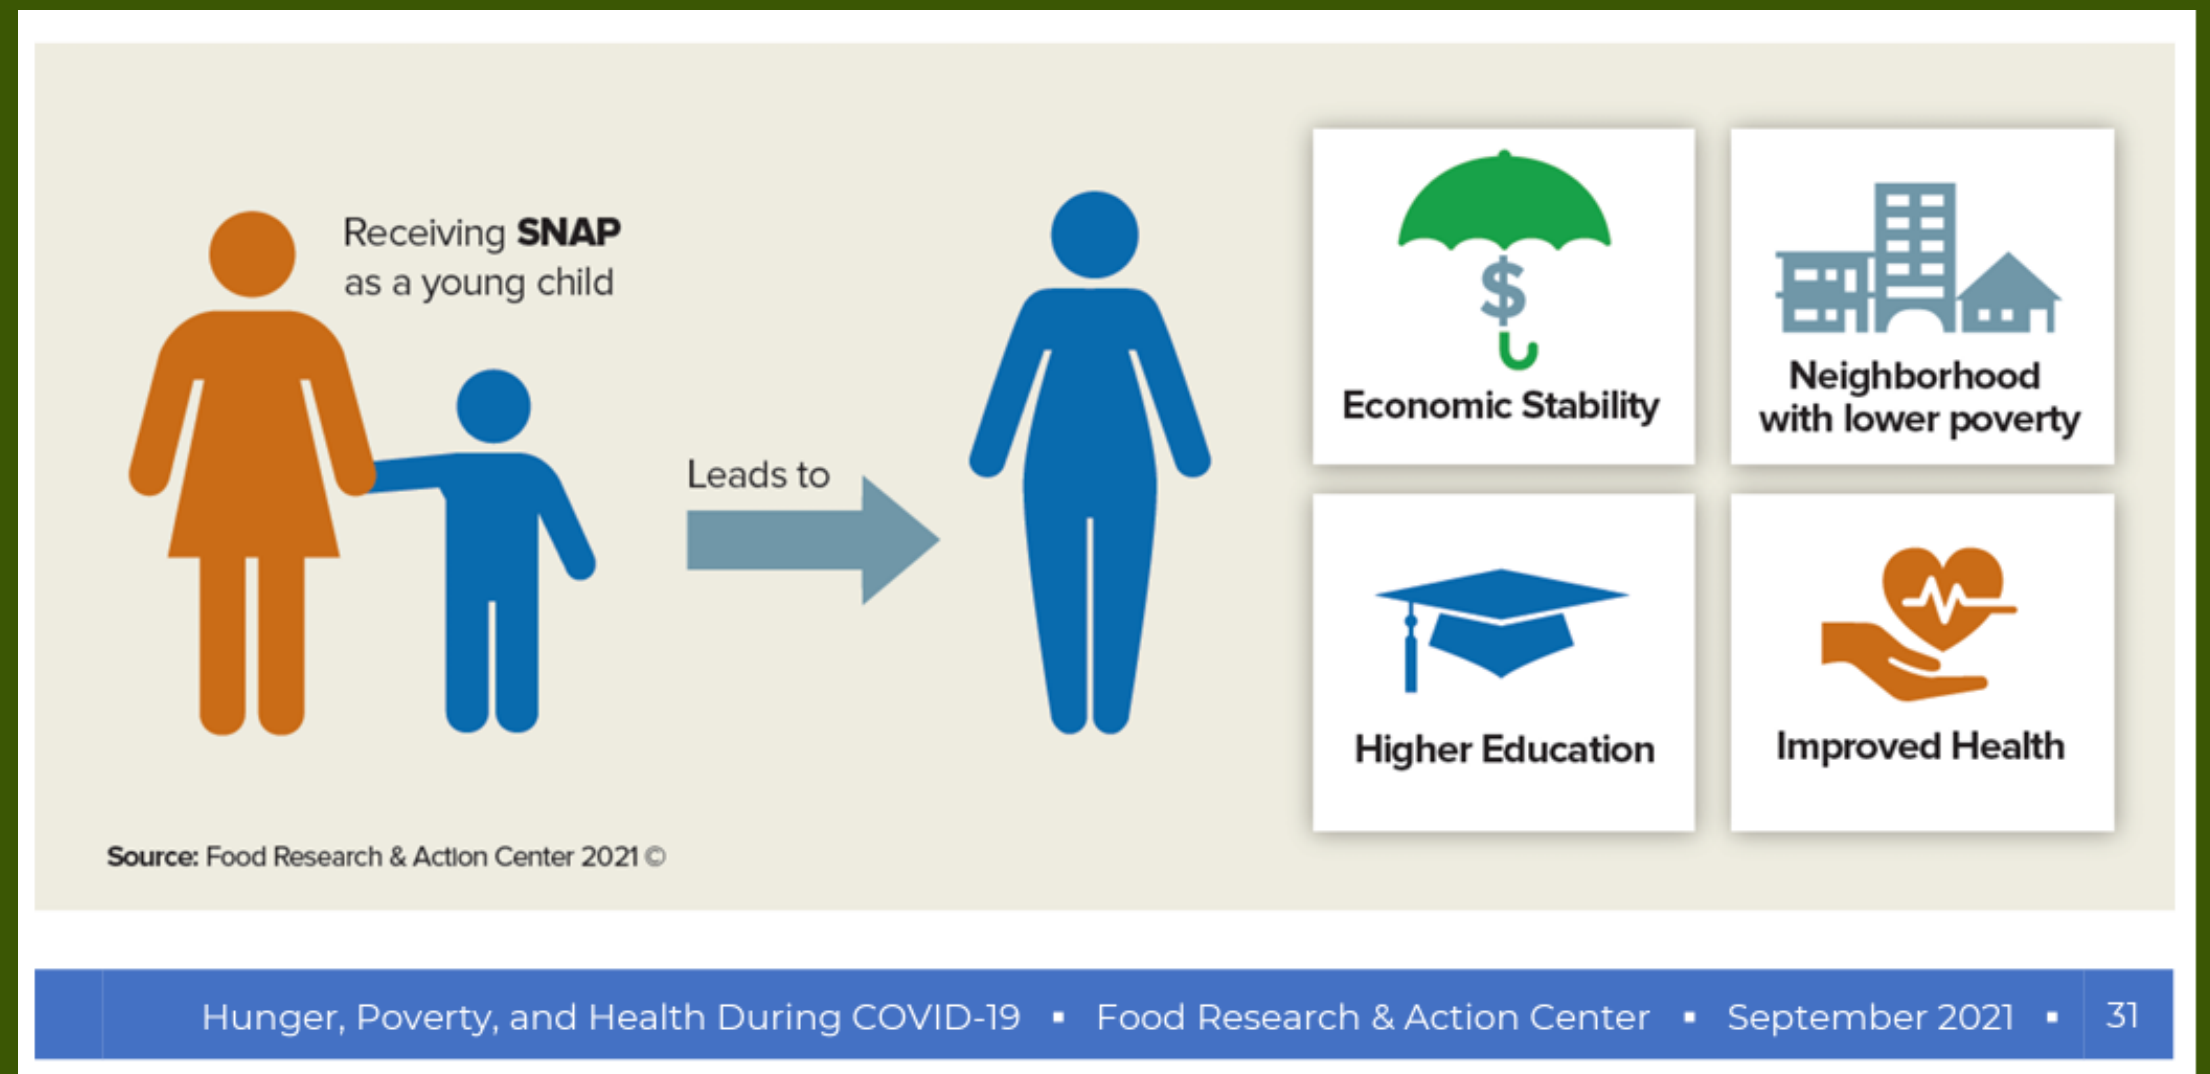 Receiving SNAP
as a young child
Leads to
$
Economic Stability
Neighborhood
with lower poverty
Higher Education
Improved Health
Source: Food Research & Action Center 2021 ©
Hunger, Poverty, and Health During COVID-19 ▪ Food Research & Action Center ▪ September 2021 ▪ 31